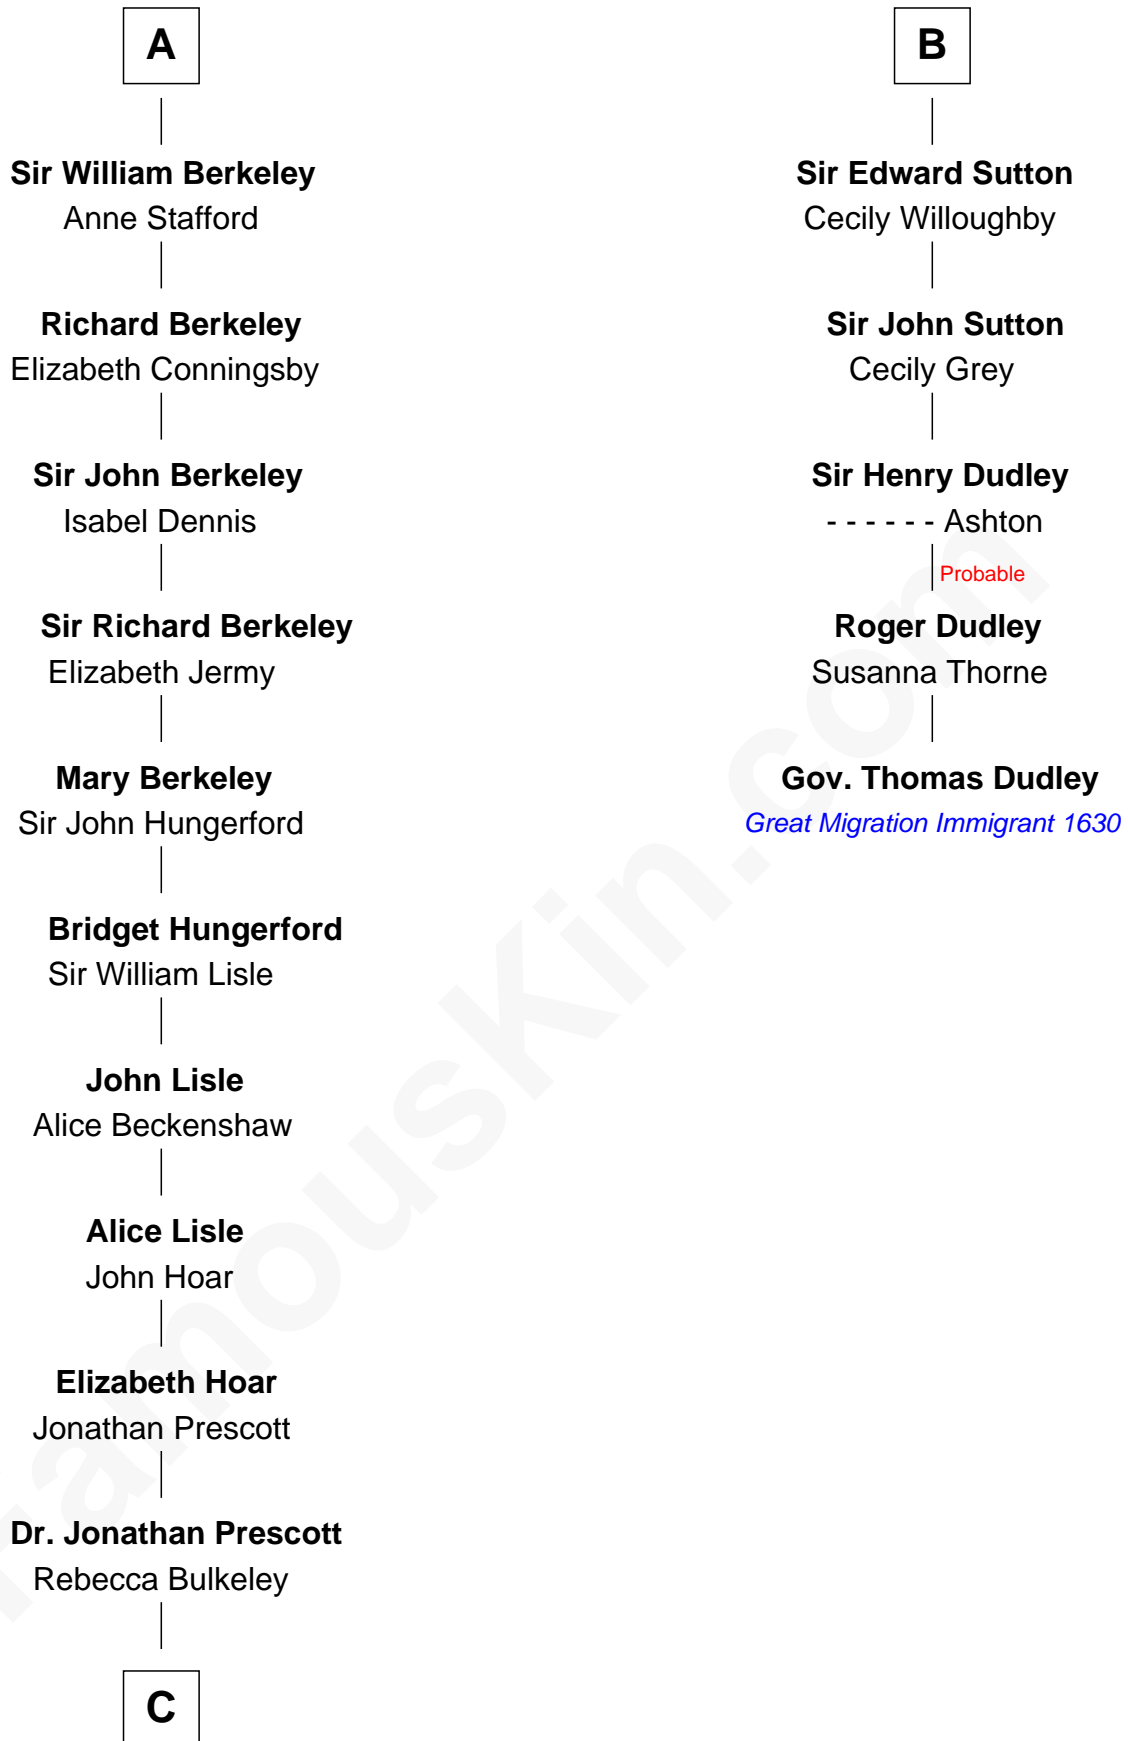 A
Sir William Berkeley
Anne Stafford
Richard Berkeley
Elizabeth Conningsby
Sir John Berkeley
Isabel Dennis
Sir Richard Berkeley
Elizabeth Jermy
Mary Berkeley
Sir John Hungerford
Bridget Hungerford
Sir William Lisle
John Lisle
Alice Beckenshaw
Alice Lisle
John Hoar
Elizabeth Hoar
Jonathan Prescott
Dr. Jonathan Prescott
Rebecca Bulkeley
C
B
Sir Edward Sutton
Cecily Willoughby
Sir John Sutton
Cecily Grey
Sir Henry Dudley
- - - - - - Ashton
Probable
Roger Dudley
Susanna Thorne
Gov. Thomas Dudley
Great Migration Immigrant 1630
FamousKin.com